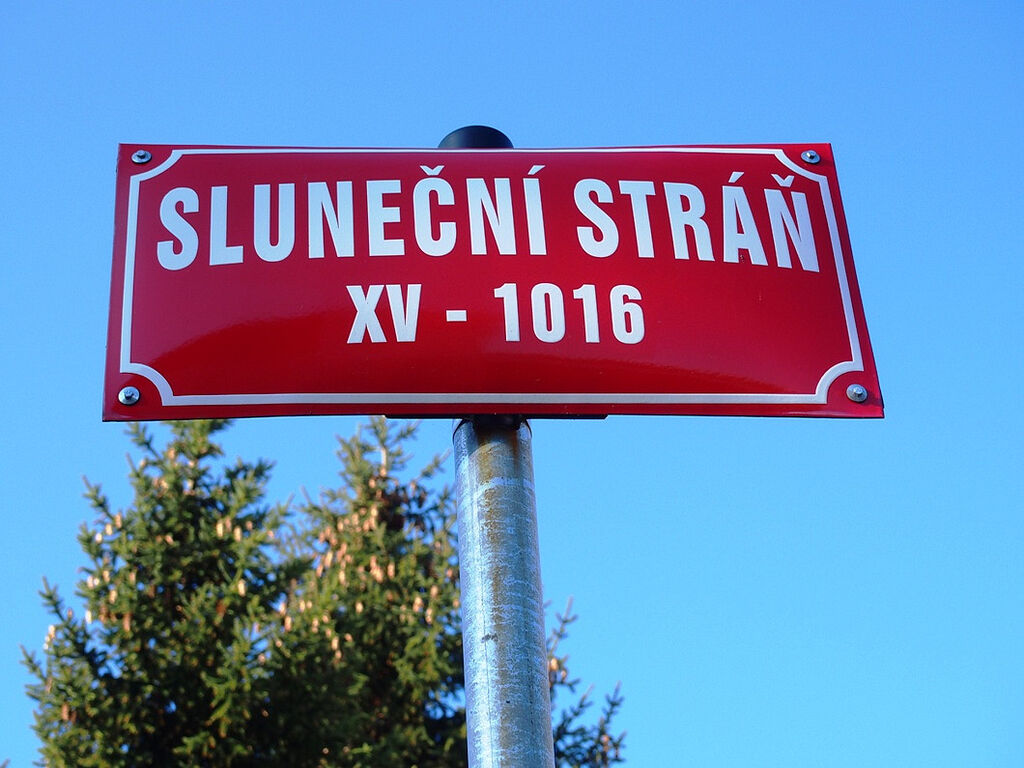 SLUNEČNÍ STRÁŇ
XV - 1016